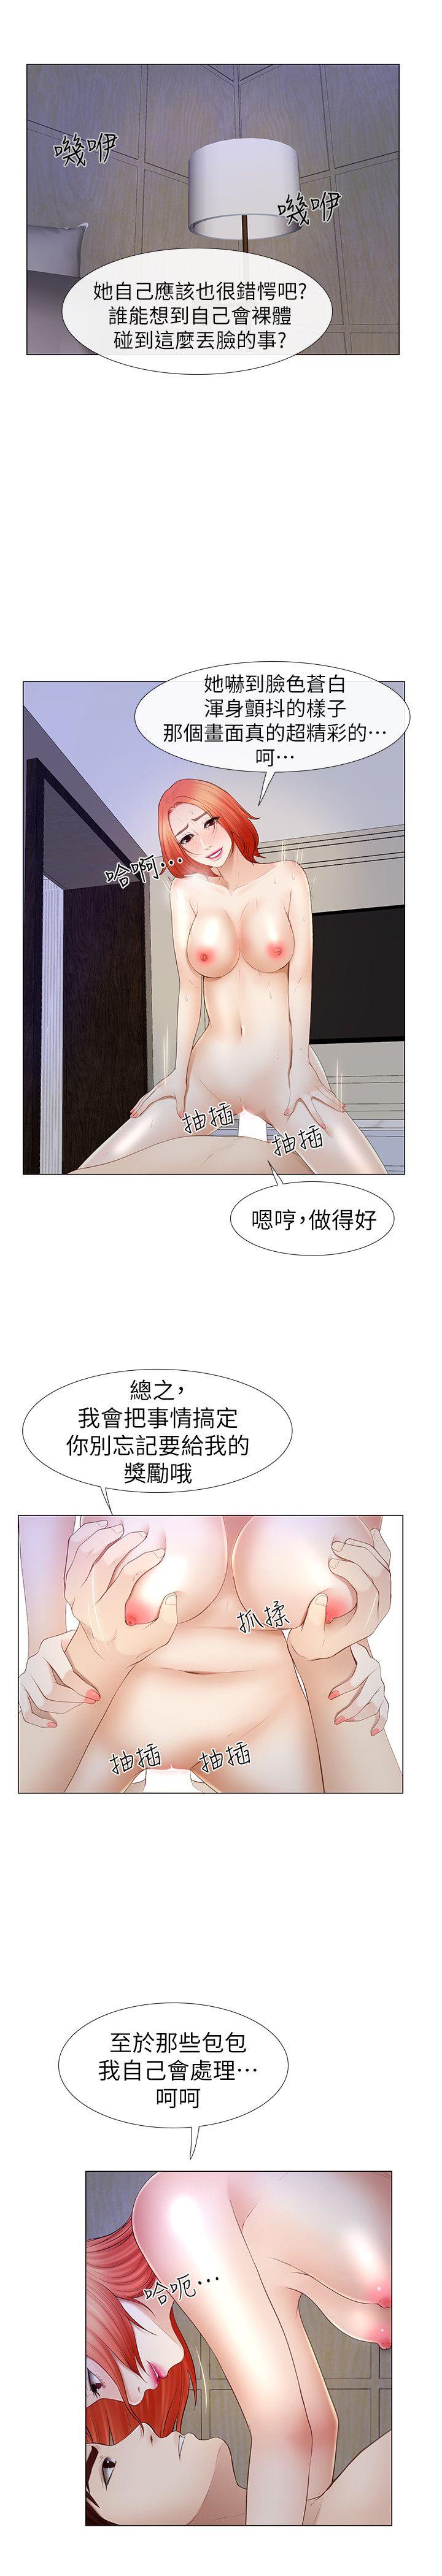 嘰咿
嘰咿
她自己應該也很錯愕吧?
誰能想到自己會裸體
碰到這麼丟臉的事?
她嚇到臉色蒼白
渾身顫抖的樣子
那個畫面真的超精彩的…
呵…
哈啊…
抽插
抽插
嗯哼,做得好
總之,
我會把事情搞定
你別忘記要給我的
獎勵哦
抓揉
抽插
抽插
至於那些包包
我自己會處理…
呵呵
哈呃…